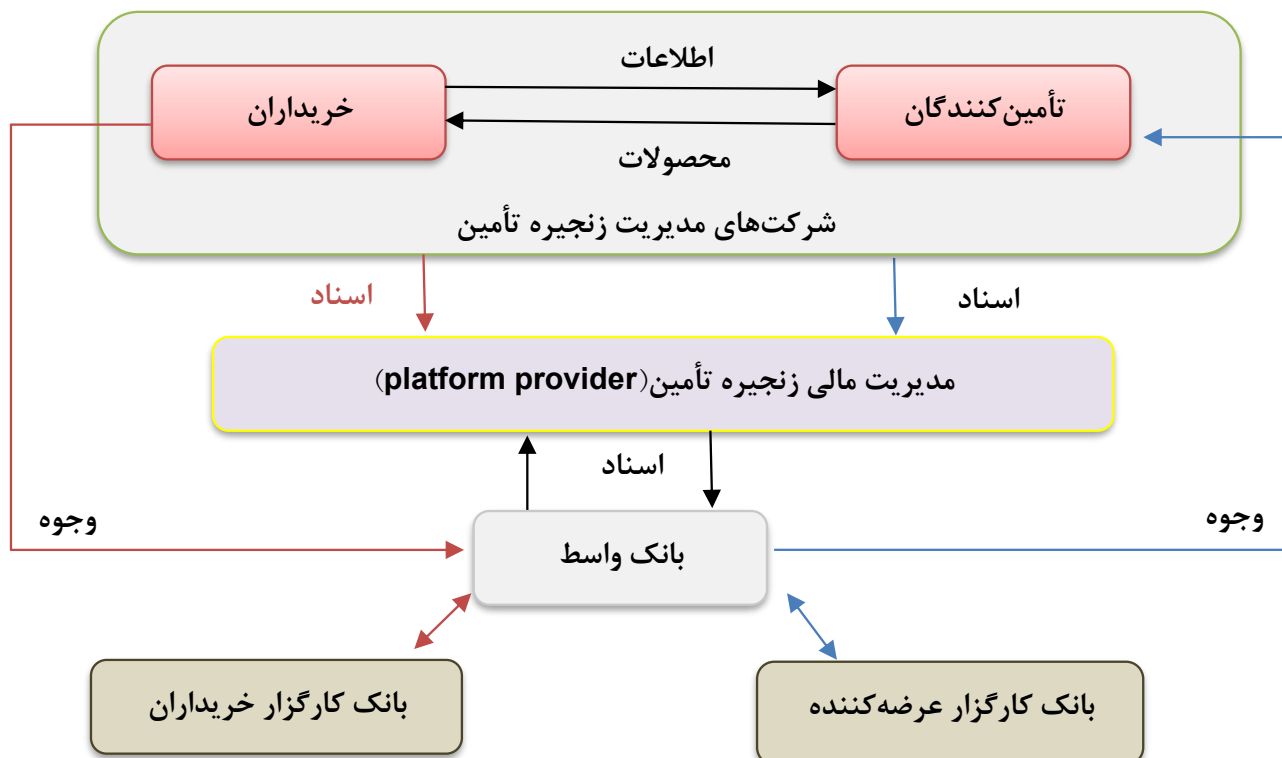 اطلاعات
تأمین‌کنندگان
خریداران
محصولات
شرکت‌های مدیریت زنجیره تأمین
اسناد
اسناد
مدیریت مالی زنجیره تأمین(platform provider)
اسناد
وجوه
وجوه
بانک واسط
بانک کارگزار عرضه‌کننده
بانک کارگزار خریداران